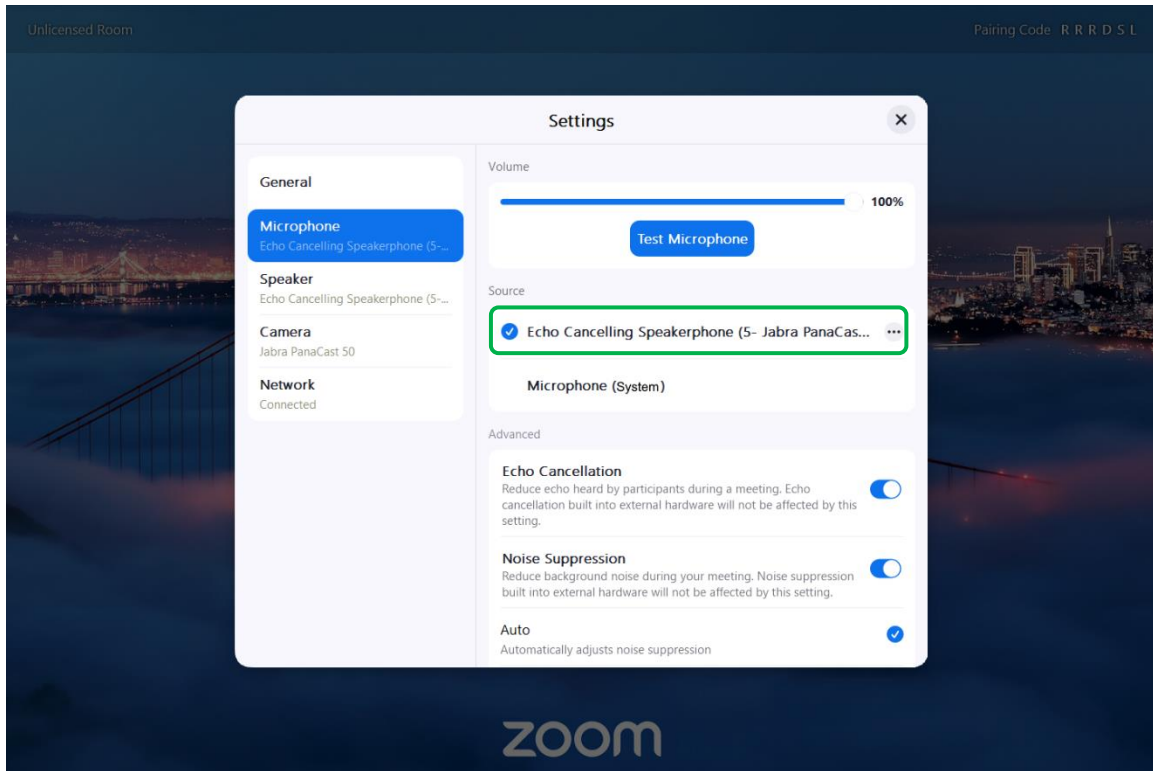 Unlicensed Room
Pairing Code R R R D S L
Settings
General
Microphone
Echo Cancelling Speakerphone (5-...
Speaker
Echo Cancelling Speakerphone (5-...
Camera
Jabra PanaCast 50
Network
Connected
Volume
100%
Test Microphone
Source
Echo Cancelling Speakerphone (5- Jabra PanaCas...
Microphone (System)
Advanced
Echo Cancellation
Reduce echo heard by participants during a meeting. Echo
cancellation built into external hardware will not be affected by this
setting.
Noise Suppression
Reduce background noise during your meeting. Noise suppression
built into external hardware will not be affected by this setting.
Auto
Automatically adjusts noise suppression
zoom